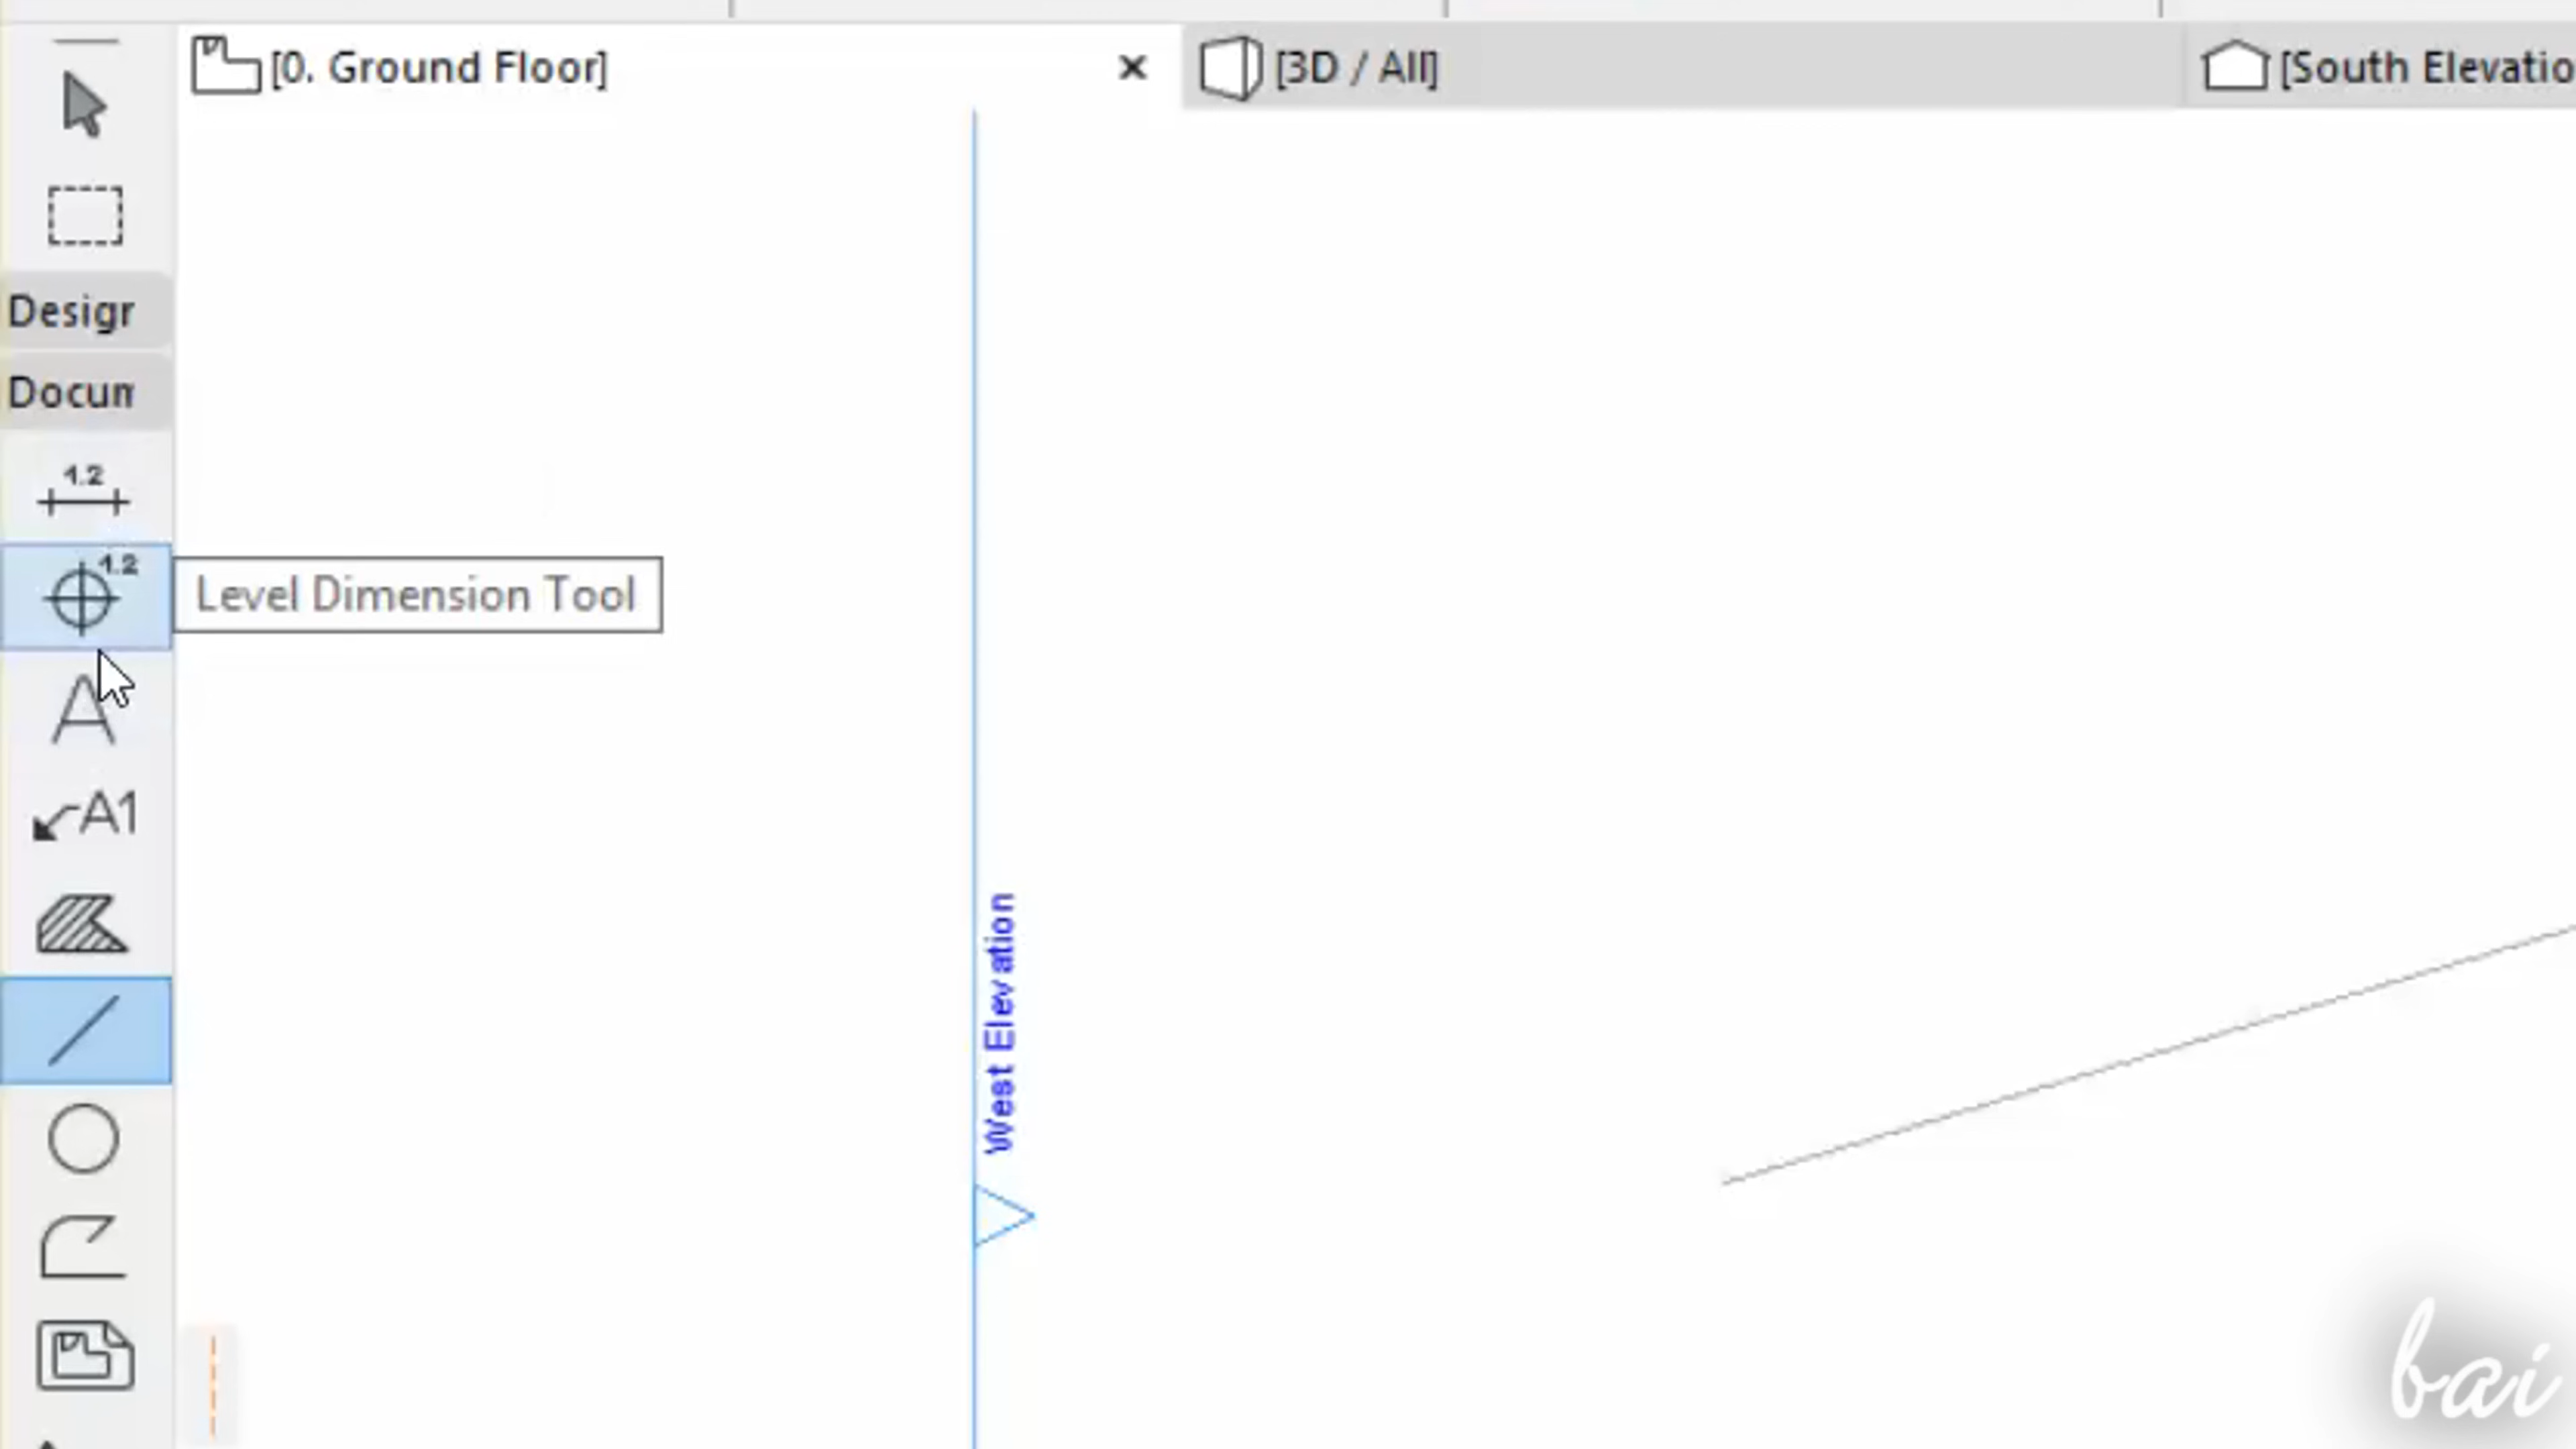 [0. Ground Floor]
[3D / All]
[South Elevatio
Desigr
Docum
1.2
1.2
Level Dimension Tool
A
A1
West Elevation
bai